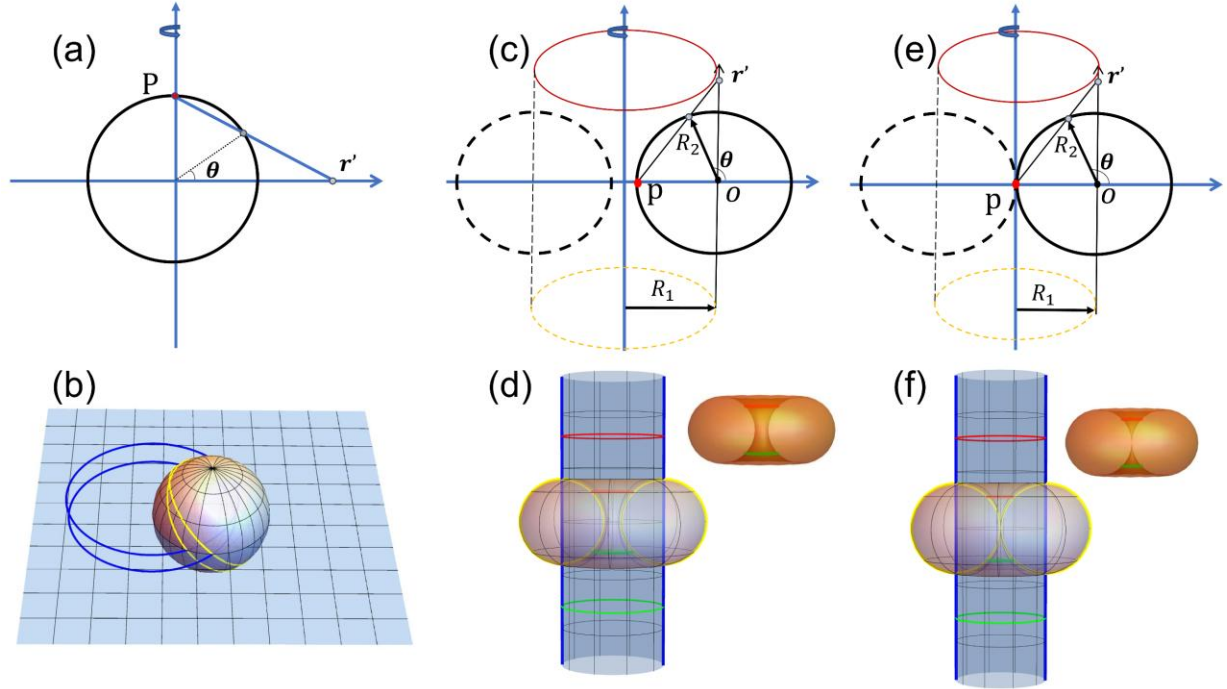 (a)
P
θ
r'
(c)
r'
R₂
θ
p
O
R₁
(e)
r'
R₂
θ
p
O
R₁
(b)
(d)
(f)